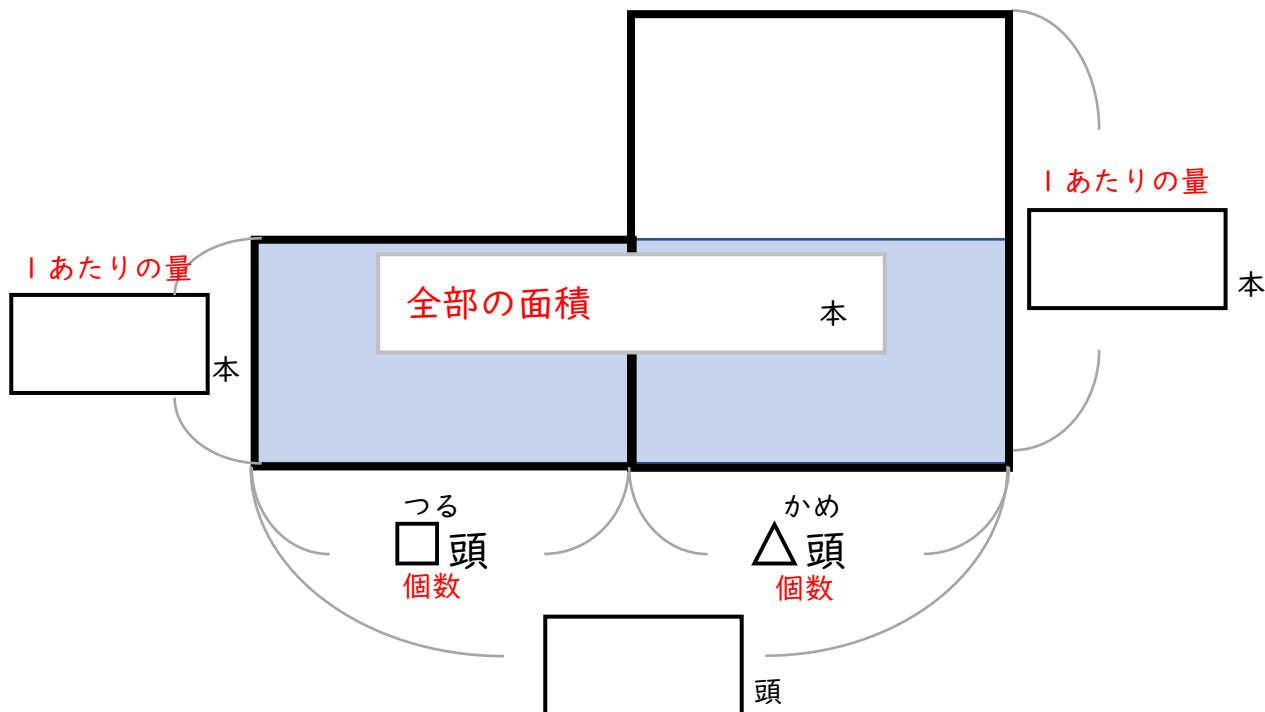 1あたりの量
本
1あたりの量
本
全部の面積 本
つる
□頭
個数
かめ
△頭
個数
頭